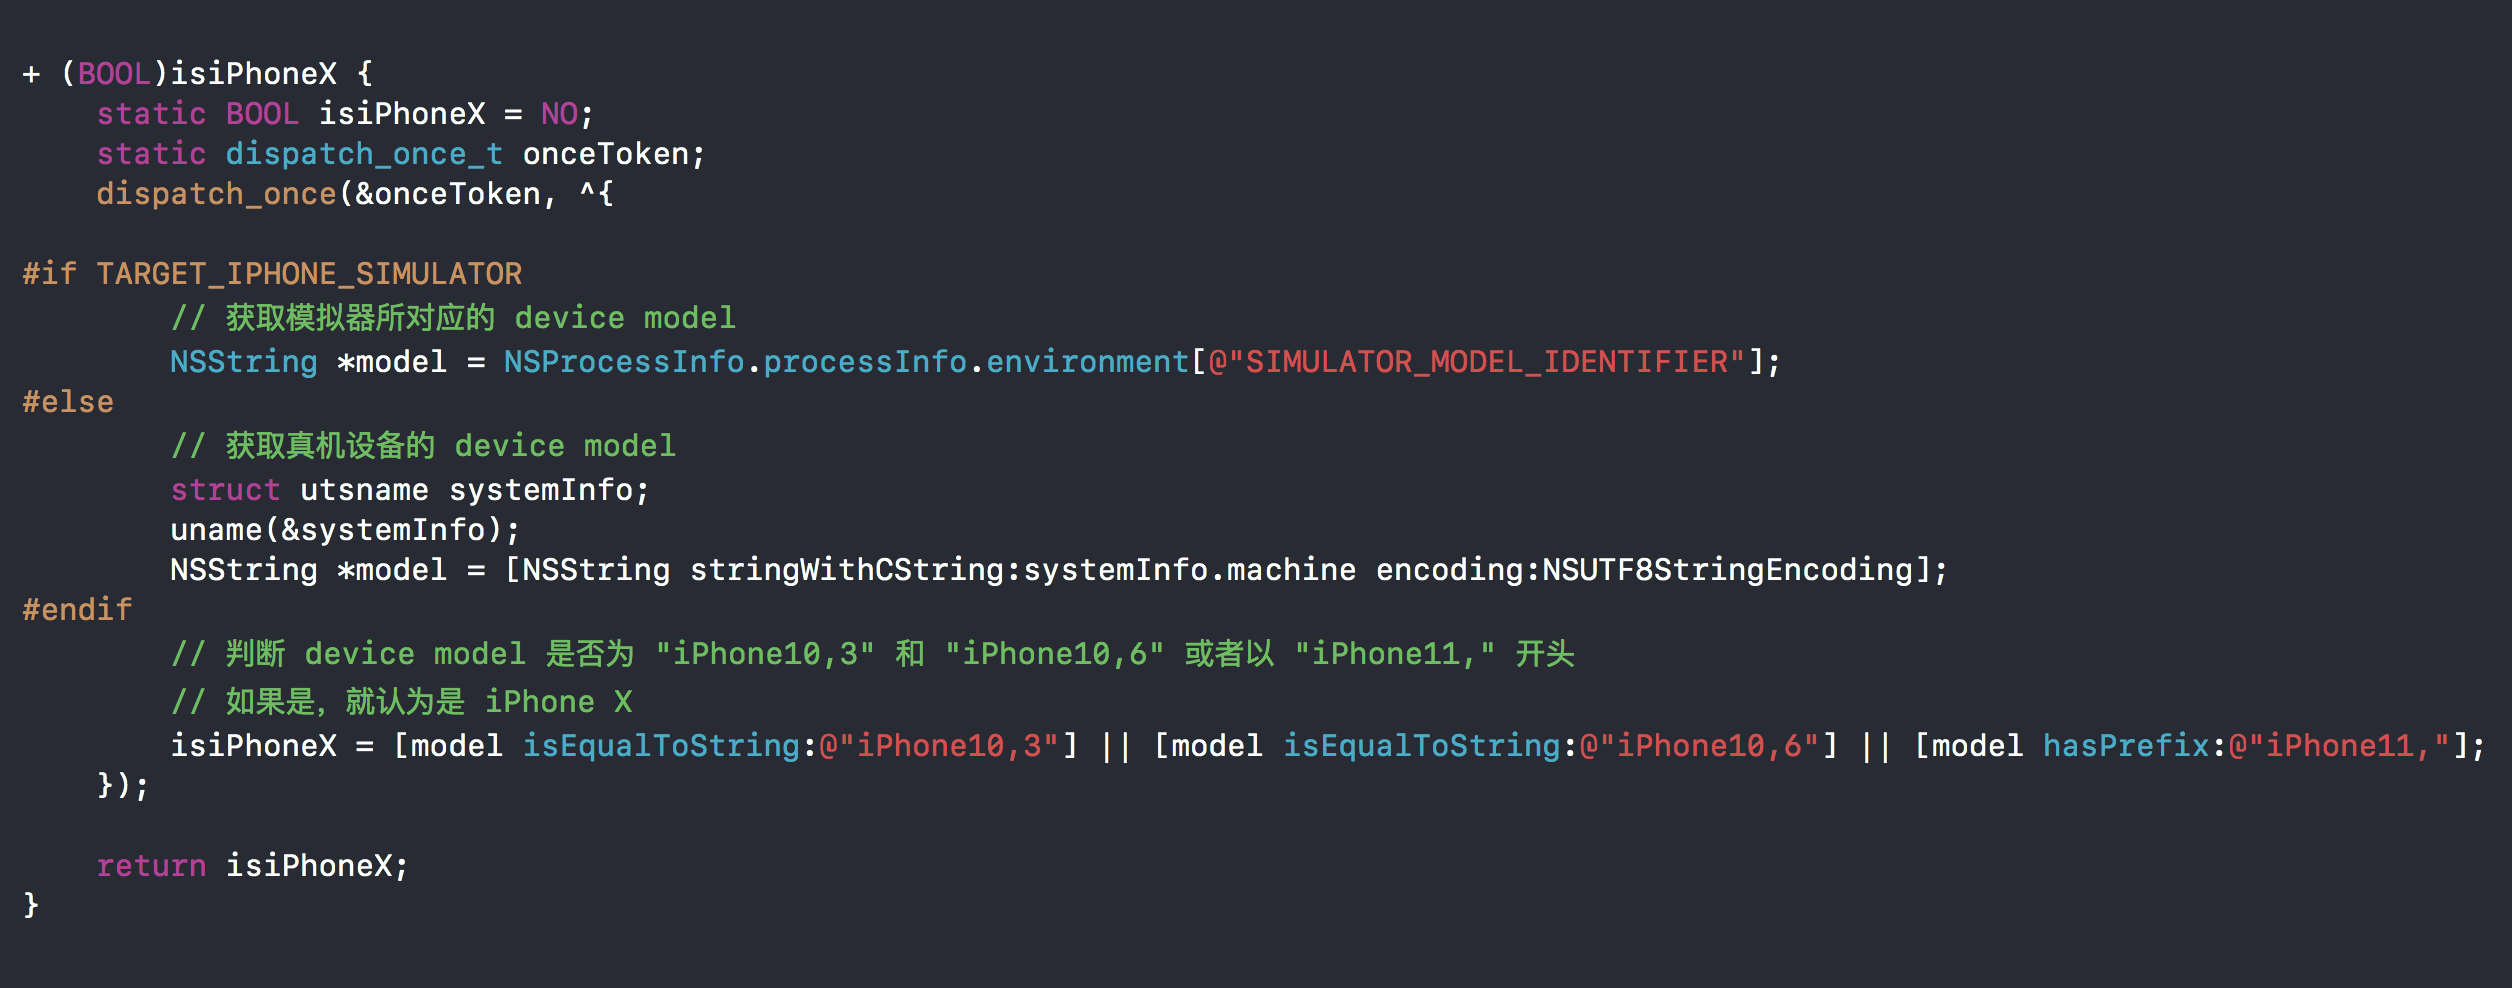 + (BOOL)isiPhoneX {
    static BOOL isiPhoneX = NO;
    static dispatch_once_t onceToken;
    dispatch_once(&onceToken, ^{
#if TARGET_IPHONE_SIMULATOR
        // 获取模拟器所对应的 device model
        NSString *model = NSProcessInfo.processInfo.environment[@"SIMULATOR_MODEL_IDENTIFIER"];
#else
        // 获取真机设备的 device model
        struct utsname systemInfo;
        uname(&systemInfo);
        NSString *model = [NSString stringWithCString:systemInfo.machine encoding:NSUTF8StringEncoding];
#endif
        // 判断 device model 是否为 "iPhone10,3" 和 "iPhone10,6" 或者以 "iPhone11," 开头
        // 如果是，就认为是 iPhone X
        isiPhoneX = [model isEqualToString:@"iPhone10,3"] || [model isEqualToString:@"iPhone10,6"] || [model hasPrefix:@"iPhone11,"];
    });
    return isiPhoneX;
}